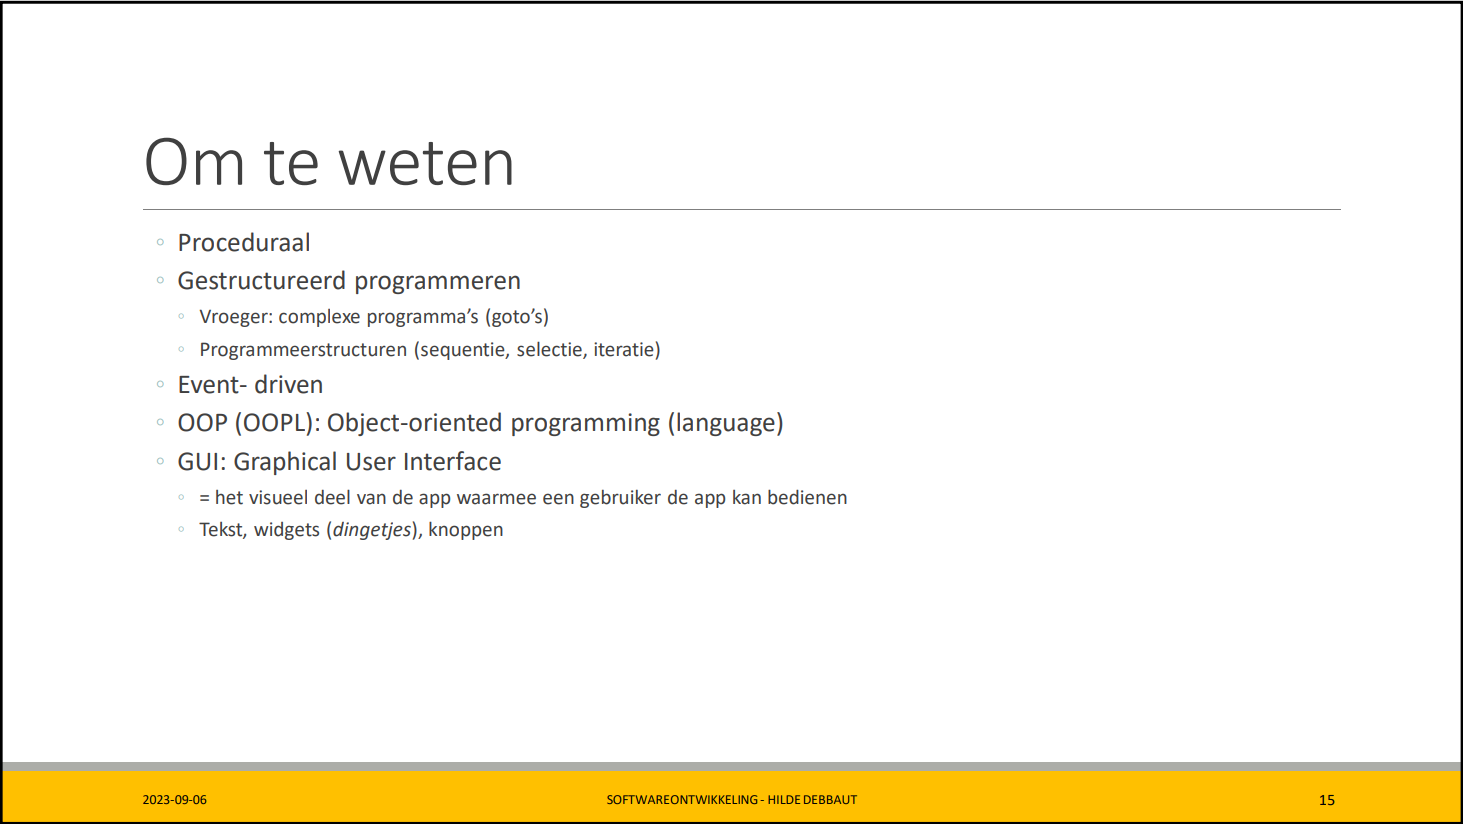 Om te weten
Proceduraal
Gestructureerd programmeren
Vroeger: complexe programma’s (goto’s)
Programmeerstructuren (sequentie, selectie, iteratie)
Event- driven
OOP (OOPL): Object-oriented programming (language)
GUI: Graphical User Interface
= het visueel deel van de app waarmee een gebruiker de app kan bedienen
Tekst, widgets (dingetjes), knoppen
2023-09-06
SOFTWAREONTWIKKELING - HILDE DEBBAUT
15